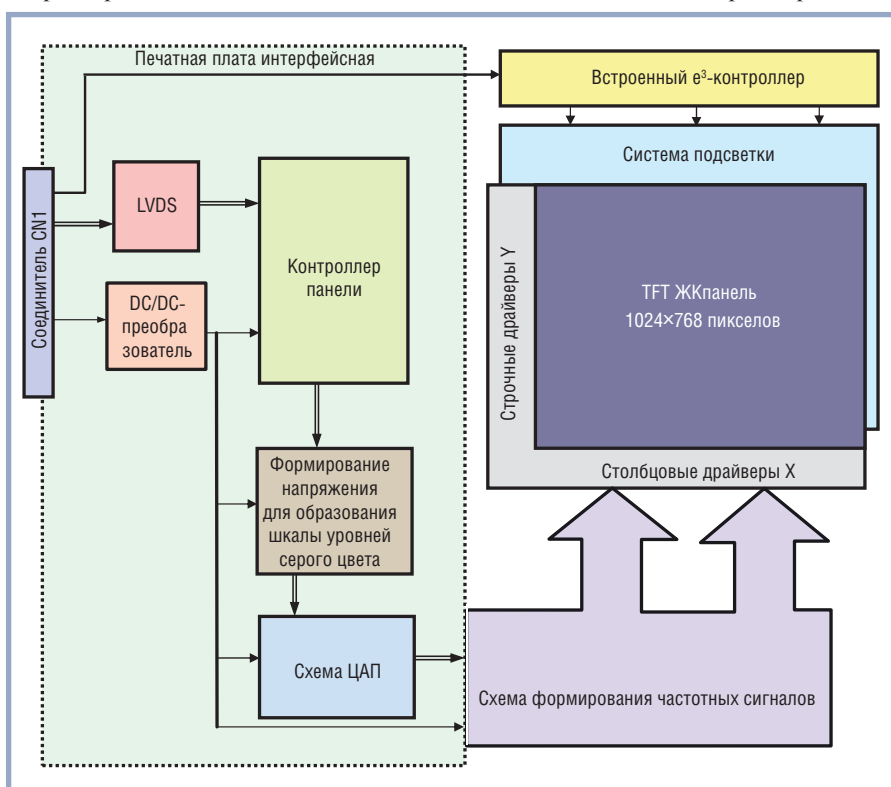 Печатная плата интерфейсная
Встроенный e³-контроллер
Система подсветки
Соединитель CN1
LVDS
Контроллер
панели
DC/DC-
преобра
зователь
Строчные драйверы Y
TFT ЖКпанель
1024×768 пикселов
Столбцовые драйверы X
Формирование
напряжения
для образования
шкалы уровней
серого цвета
Схема ЦАП
Схема формирования частотных сигналов